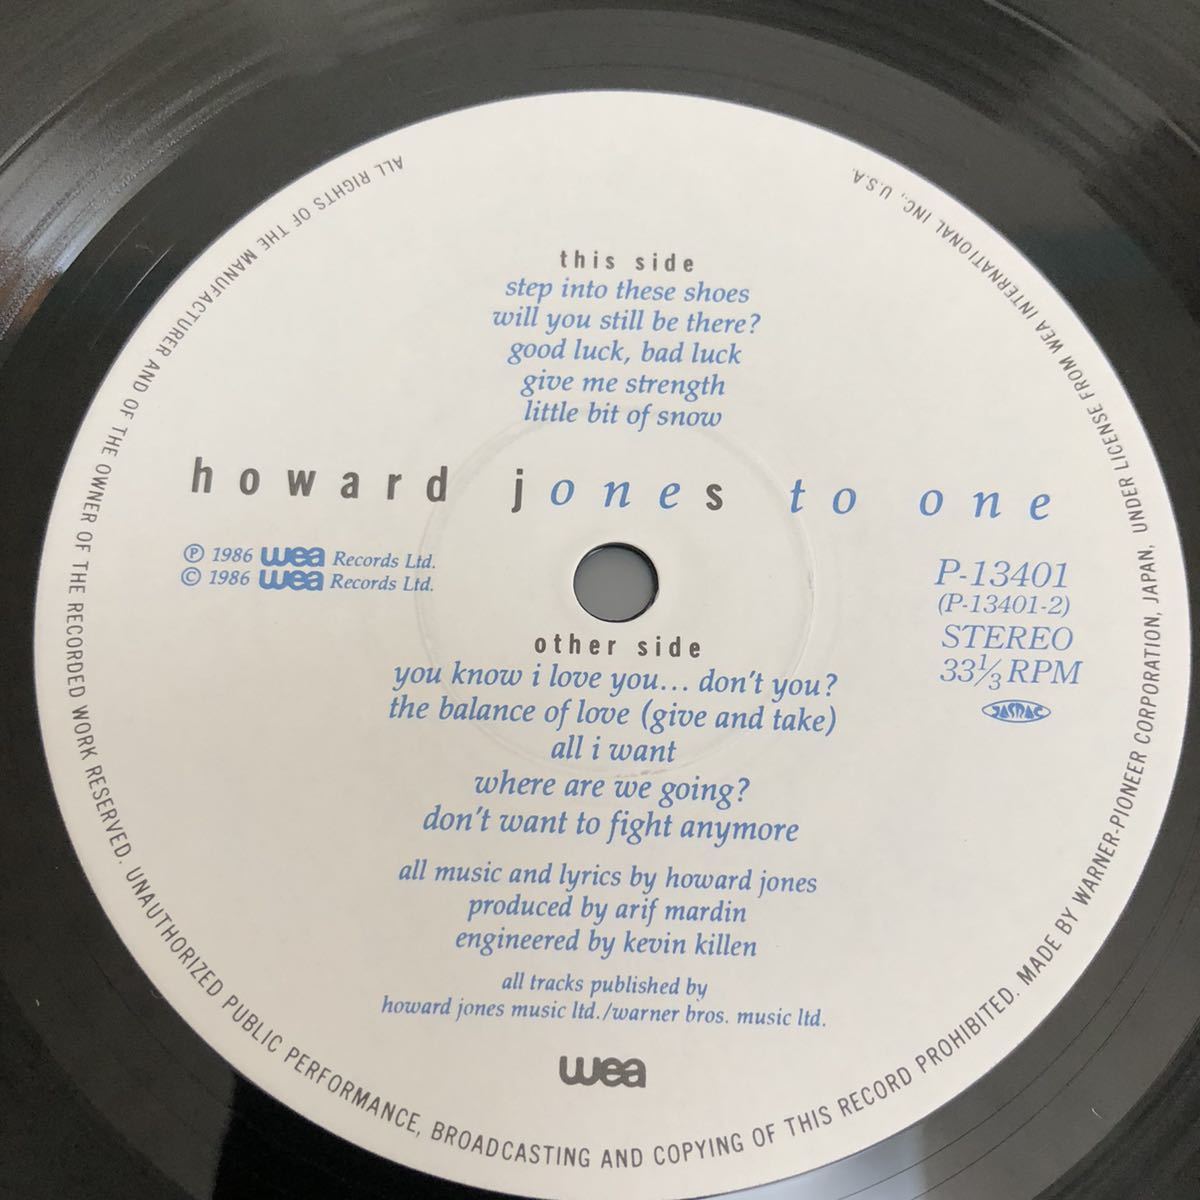 this side
step into these shoes
will you still be there?
good luck, bad luck
give me strength
little bit of snow
howard jones to one
Ⓟ 1986 wea Records Ltd.
© 1986 wea Records Ltd.
P-13401
(P-13401-2)
STEREO
33⅓ RPM
JASRAC
other side
you know i love you... don't you?
the balance of love (give and take)
all i want
where are we going?
don't want to fight anymore
all music and lyrics by howard jones
produced by arif mardin
engineered by kevin killen
all tracks published by
howard jones music ltd./warner bros. music ltd.
wea
ALL RIGHTS OF THE MANUFACTURER AND OF THE OWNER OF THE RECORDED WORK RESERVED. UNAUTHORIZED PUBLIC PERFORMANCE, BROADCASTING AND COPYING OF THIS RECORD PROHIBITED. MADE BY WARNER-PIONEER CORPORATION, JAPAN, UNDER LICENSE FROM WEA INTERNATIONAL INC., U.S.A.